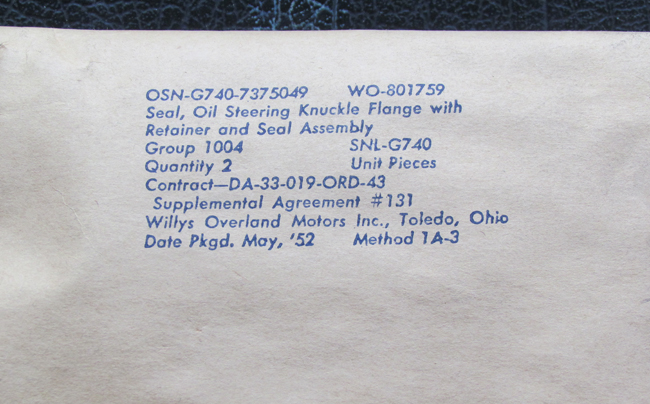 OSN-G740-7375049 WO-801759
Seal, Oil Steering Knuckle Flange with
Retainer and Seal Assembly
Group 1004 SNL-G740
Quantity 2 Unit Pieces
Contract—DA-33-019-ORD-43
Supplemental Agreement #131
Willys Overland Motors Inc., Toledo, Ohio
Date Pkgd. May, '52 Method 1A-3